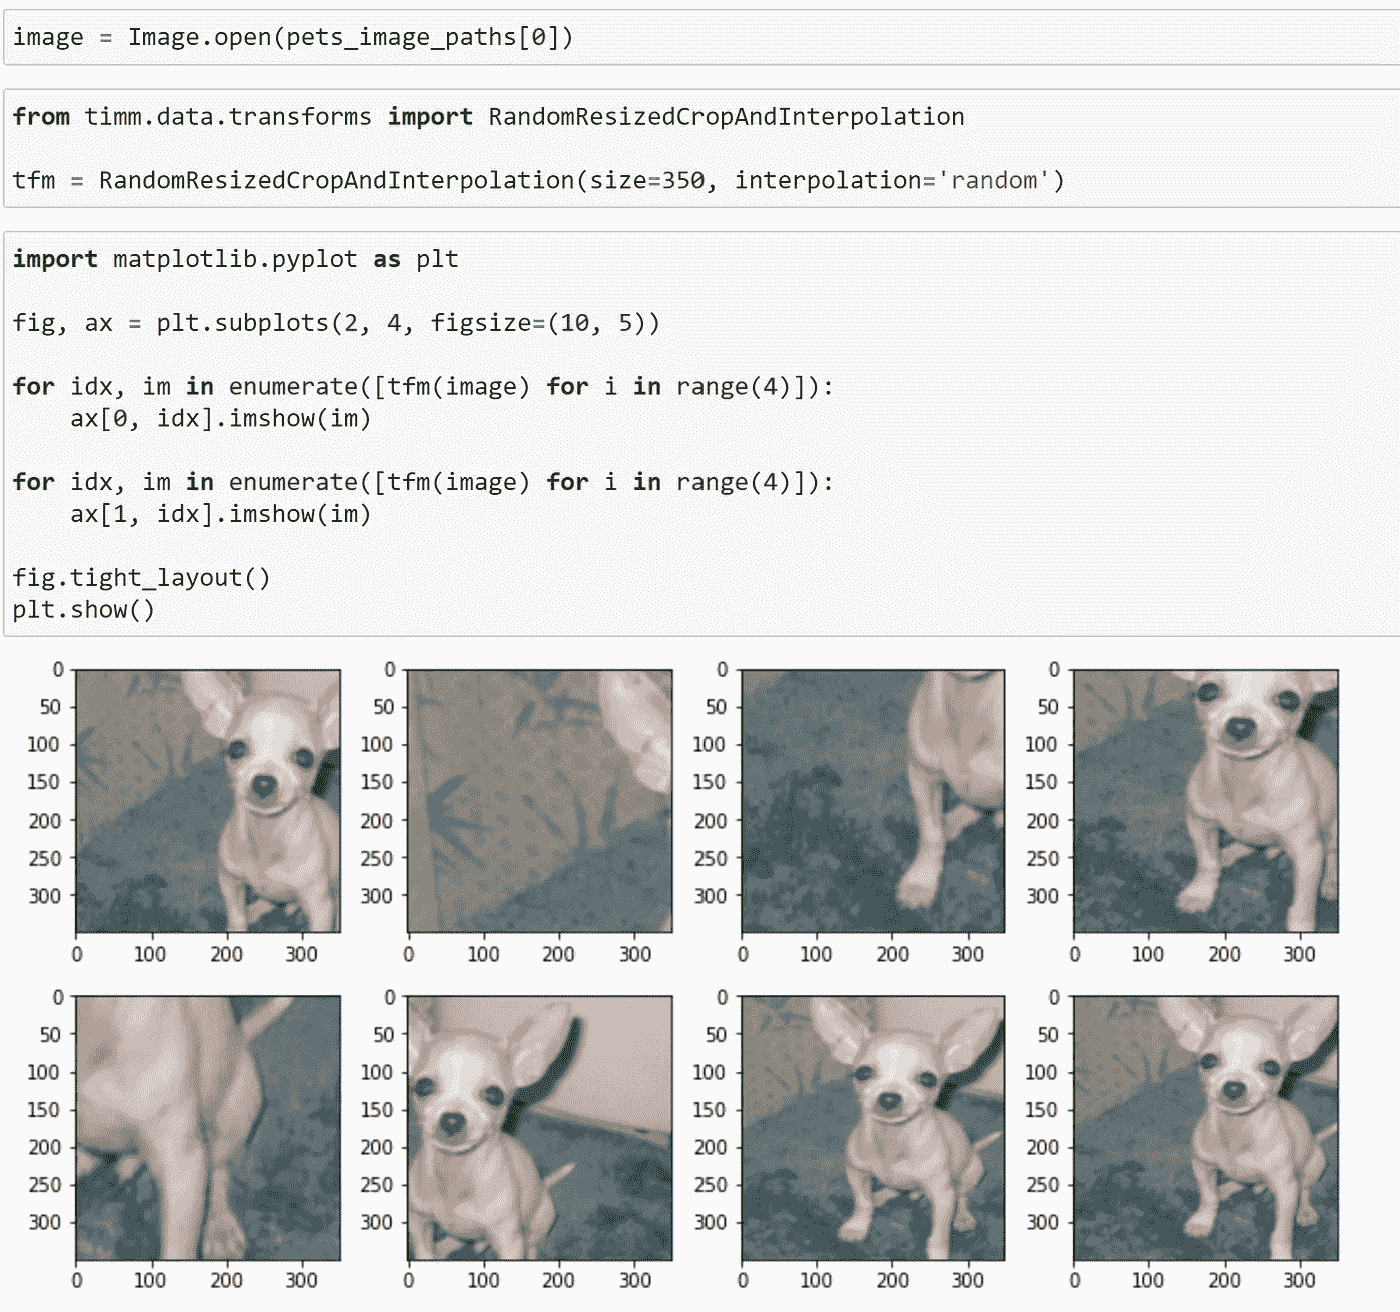 image = Image.open(pets_image_paths[0])
from timm.data.transforms import RandomResizedCropAndInterpolation
tfm = RandomResizedCropAndInterpolation(size=350, interpolation='random')
import matplotlib.pyplot as plt
fig, ax = plt.subplots(2, 4, figsize=(10, 5))
for idx, im in enumerate([tfm(image) for i in range(4)]):
    ax[0, idx].imshow(im)
for idx, im in enumerate([tfm(image) for i in range(4)]):
    ax[1, idx].imshow(im)
fig.tight_layout()
plt.show()
0 0 0 0
50 50 50 50
100 100 100 100
150 150 150 150
200 200 200 200
250 250 250 250
300 300 300 300
0 100 200 300 0 100 200 300 0 100 200 300 0 100 200 300
0 0 0 0
50 50 50 50
100 100 100 100
150 150 150 150
200 200 200 200
250 250 250 250
300 300 300 300
0 100 200 300 0 100 200 300 0 100 200 300 0 100 200 300